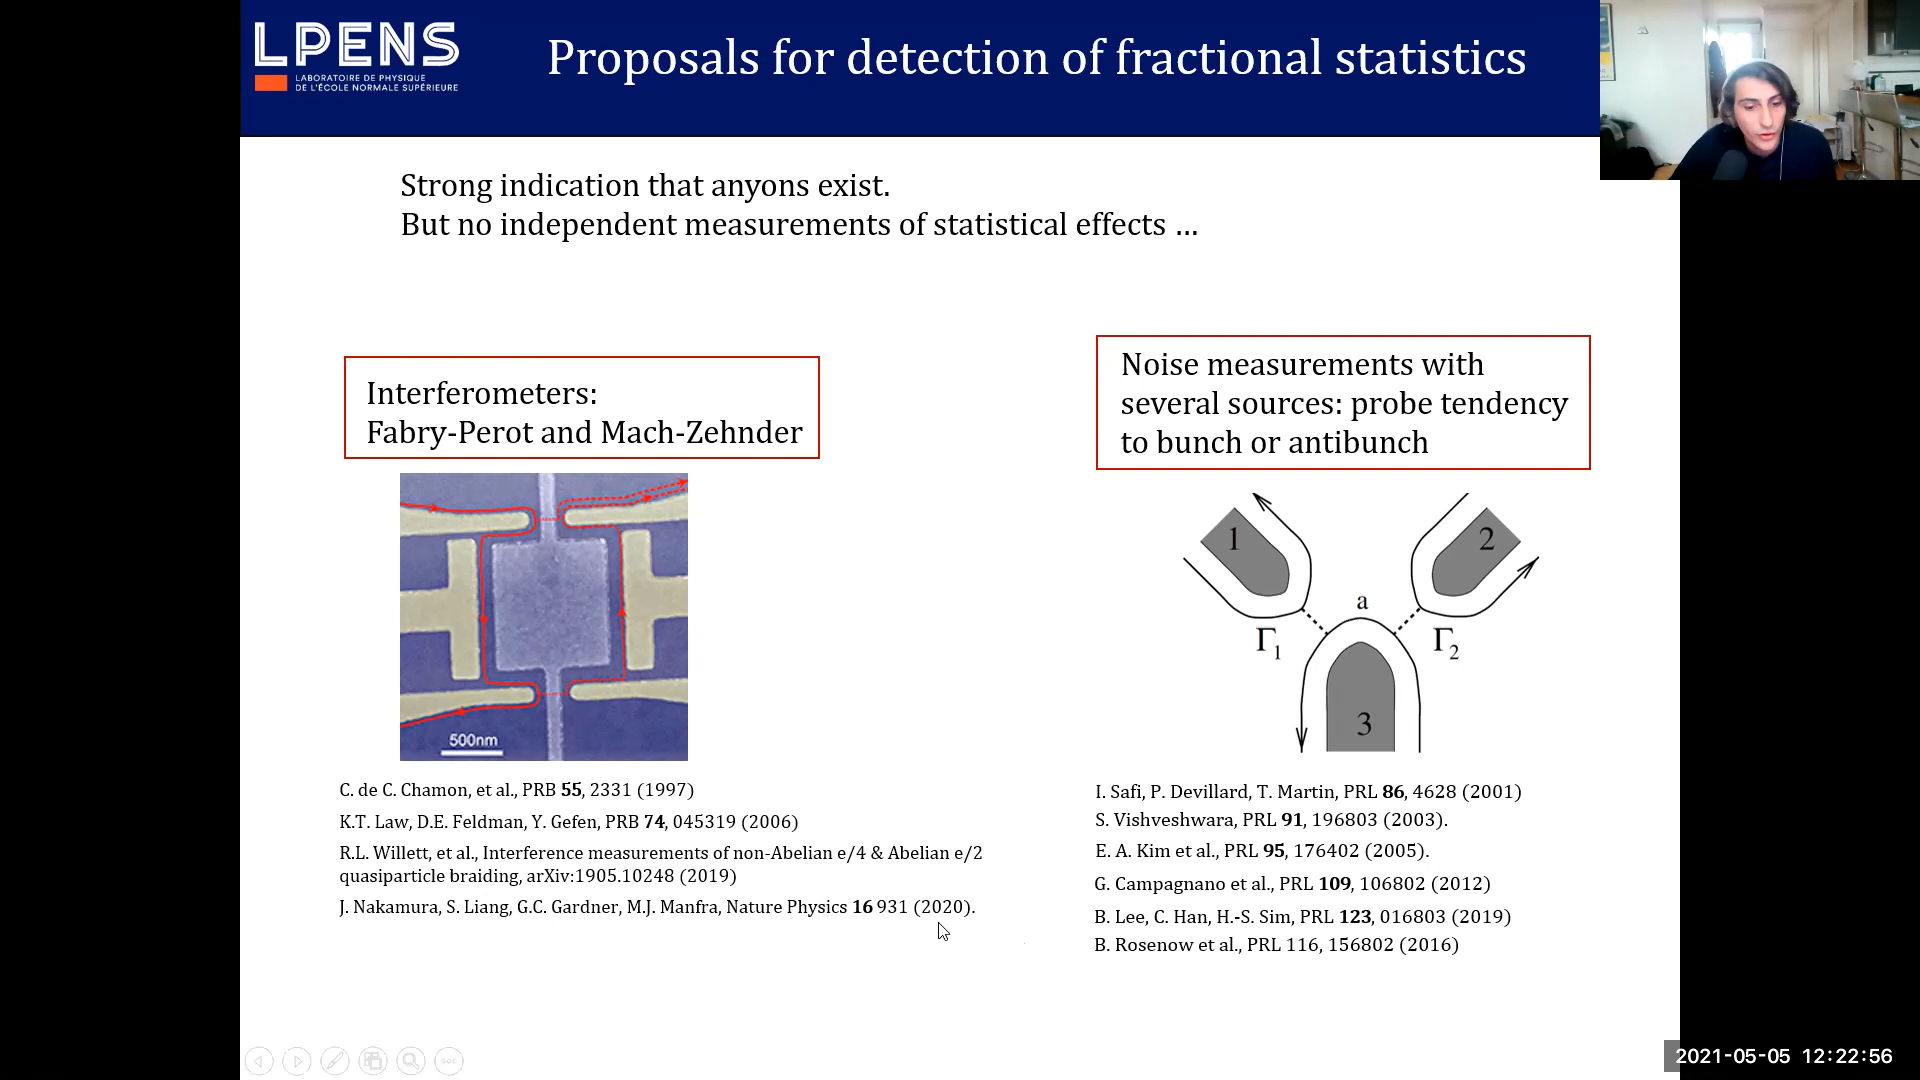 LPENS
LABORATOIRE DE PHYSIQUE
DE L'ÉCOLE NORMALE SUPÉRIEURE
Proposals for detection of fractional statistics
Strong indication that anyons exist.
But no independent measurements of statistical effects ...
Interferometers:
Fabry-Perot and Mach-Zehnder
500nm
C. de C. Chamon, et al., PRB 55, 2331 (1997)
K.T. Law, D.E. Feldman, Y. Gefen, PRB 74, 045319 (2006)
R.L. Willett, et al., Interference measurements of non-Abelian e/4 & Abelian e/2
quasiparticle braiding, arXiv:1905.10248 (2019)
J. Nakamura, S. Liang, G.C. Gardner, M.J. Manfra, Nature Physics 16 931 (2020).
Noise measurements with
several sources: probe tendency
to bunch or antibunch
1
2
a
Γ1
Γ2
3
I. Safi, P. Devillard, T. Martin, PRL 86, 4628 (2001)
S. Vishveshwara, PRL 91, 196803 (2003).
E. A. Kim et al., PRL 95, 176402 (2005).
G. Campagnano et al., PRL 109, 106802 (2012)
B. Lee, C. Han, H.-S. Sim, PRL 123, 016803 (2019)
B. Rosenow et al., PRL 116, 156802 (2016)
2021-05-05 12:22:56